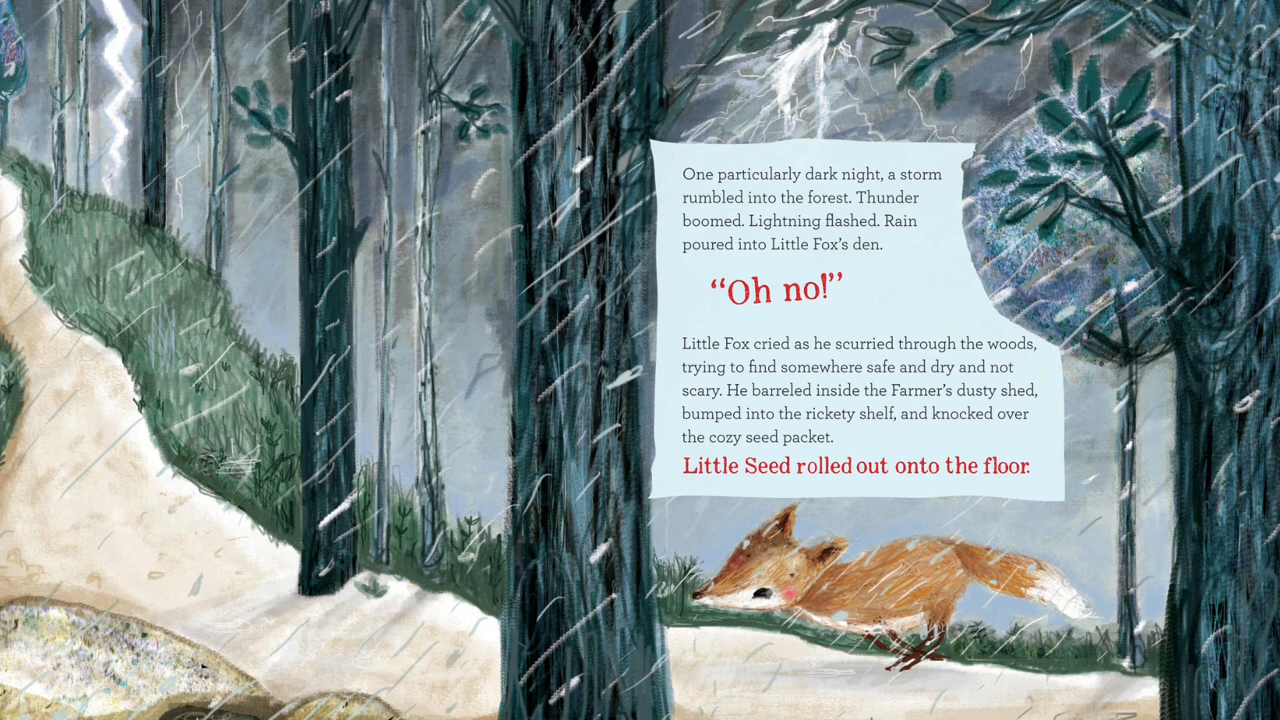 One particularly dark night, a storm
rumbled into the forest. Thunder
boomed. Lightning flashed. Rain
poured into Little Fox’s den.
“Oh no!”
Little Fox cried as he scurried through the woods,
trying to find somewhere safe and dry and not
scary. He barreled inside the Farmer’s dusty shed,
bumped into the rickety shelf, and knocked over
the cozy seed packet.
Little Seed rolled out onto the floor.